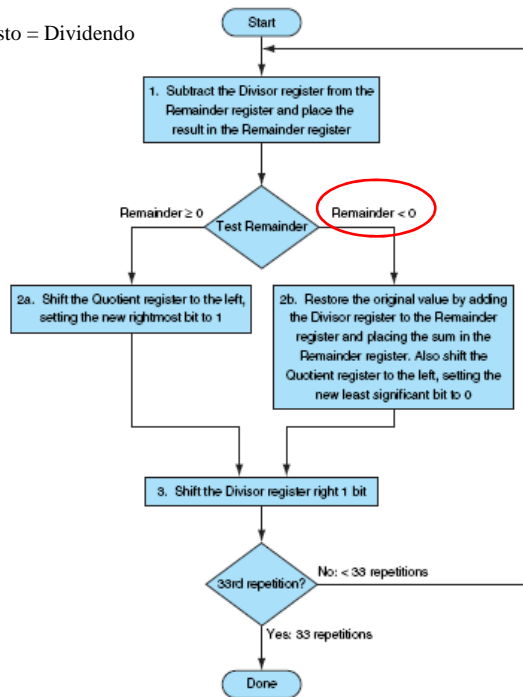 Start
sto = Dividendo
1. Subtract the Divisor register from the
Remainder register and place the
result in the Remainder register
Remainder ≥ 0
Remainder < 0
Test Remainder
2a. Shift the Quotient register to the left,
setting the new rightmost bit to 1
2b. Restore the original value by adding
the Divisor register to the Remainder
register and placing the sum in the
Remainder register. Also shift the
Quotient register to the left, setting the
new least significant bit to 0
3. Shift the Divisor register right 1 bit
33rd repetition?
No: < 33 repetitions
Yes: 33 repetitions
Done